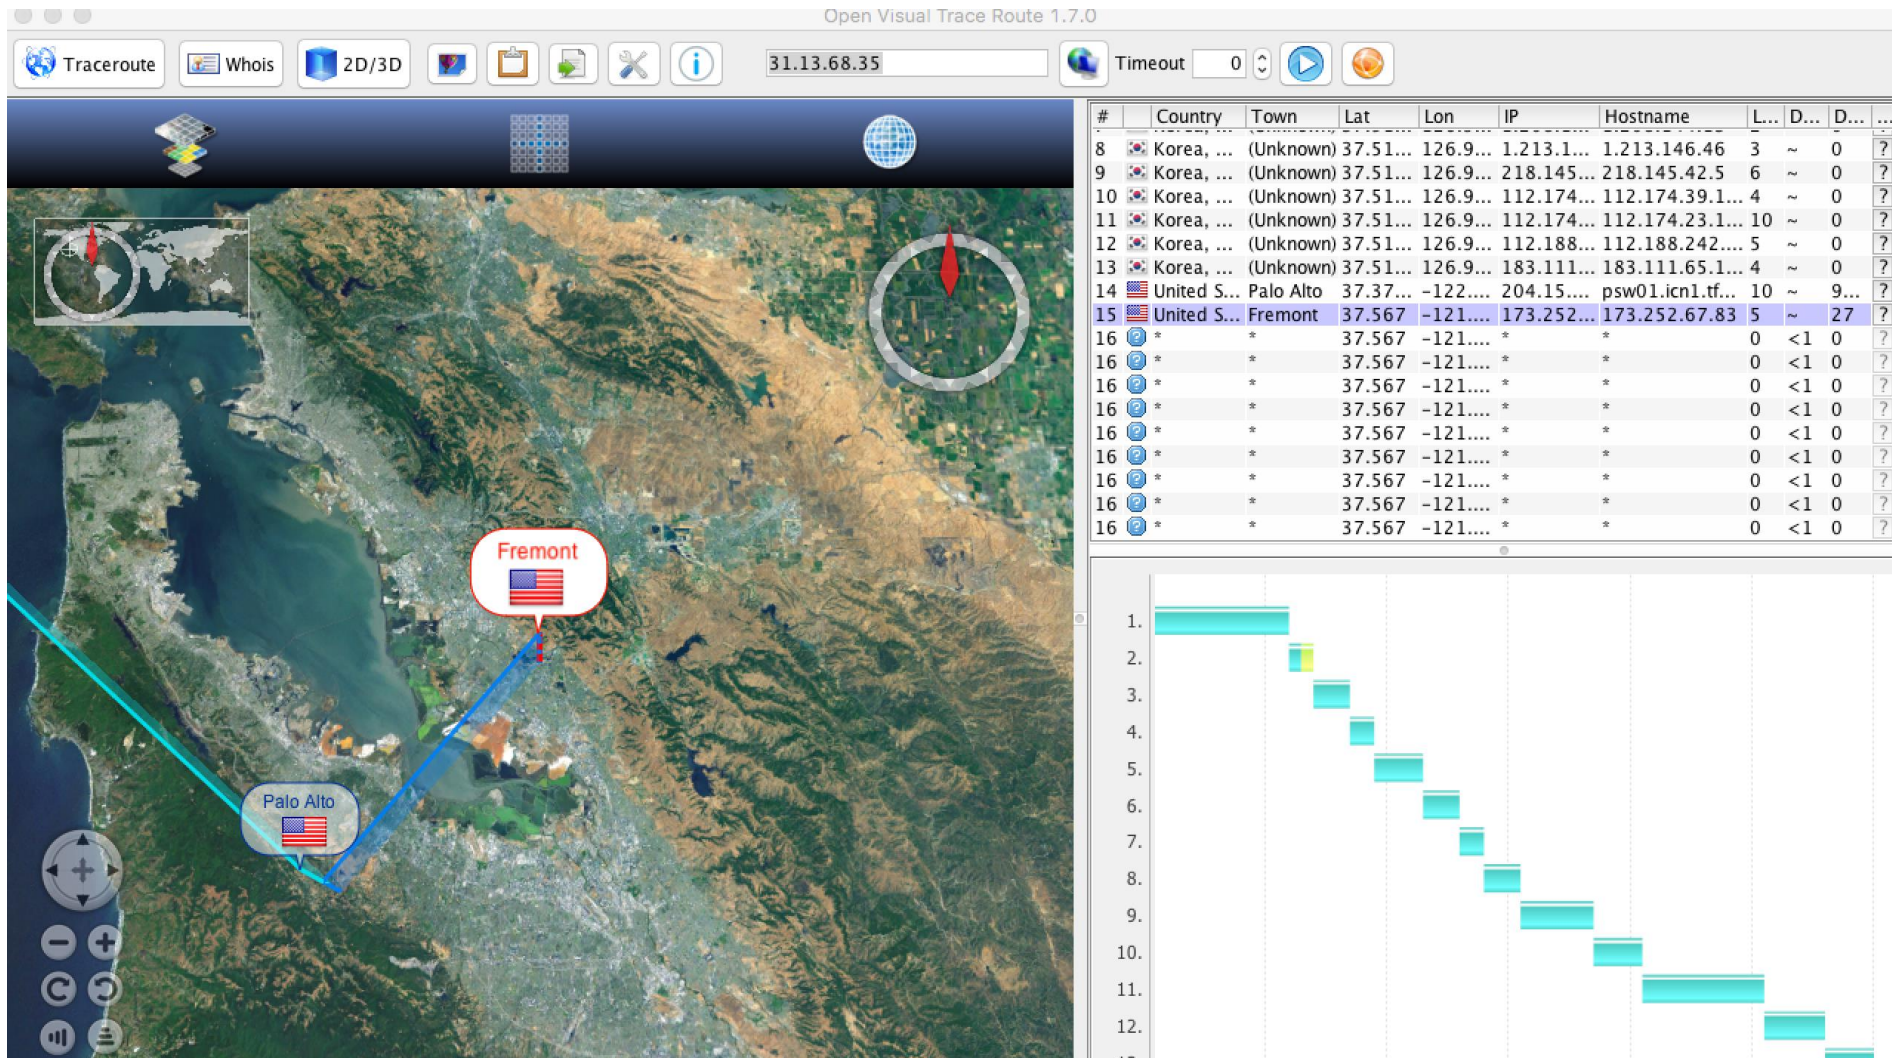 Open Visual Trace Route 1.7.0
Traceroute Whois 2D/3D 31.13.68.35 Timeout 0
# Country Town Lat Lon IP Hostname L... D... D... ...
8 Korea, ... (Unknown) 37.51... 126.9... 1.213.1... 1.213.146.46 3 ~ 0 ?
9 Korea, ... (Unknown) 37.51... 126.9... 218.145... 218.145.42.5 6 ~ 0 ?
10 Korea, ... (Unknown) 37.51... 126.9... 112.174... 112.174.39.1... 4 ~ 0 ?
11 Korea, ... (Unknown) 37.51... 126.9... 112.174... 112.174.23.1... 10 ~ 0 ?
12 Korea, ... (Unknown) 37.51... 126.9... 112.188... 112.188.242.... 5 ~ 0 ?
13 Korea, ... (Unknown) 37.51... 126.9... 183.111... 183.111.65.1... 4 ~ 0 ?
14 United S... Palo Alto 37.37... -122.... 204.15.... psw01.icn1.tf... 10 ~ 9... ?
15 United S... Fremont 37.567 -121.... 173.252... 173.252.67.83 5 ~ 27 ?
16 ? * * 37.567 -121.... * * 0 <1 0 ?
16 ? * * 37.567 -121.... * * 0 <1 0 ?
16 ? * * 37.567 -121.... * * 0 <1 0 ?
16 ? * * 37.567 -121.... * * 0 <1 0 ?
16 ? * * 37.567 -121.... * * 0 <1 0 ?
16 ? * * 37.567 -121.... * * 0 <1 0 ?
16 ? * * 37.567 -121.... * * 0 <1 0 ?
16 ? * * 37.567 -121.... * * 0 <1 0 ?
16 ? * * 37.567 -121.... * * 0 <1 0 ?
Fremont
Palo Alto
1.
2.
3.
4.
5.
6.
7.
8.
9.
10.
11.
12.